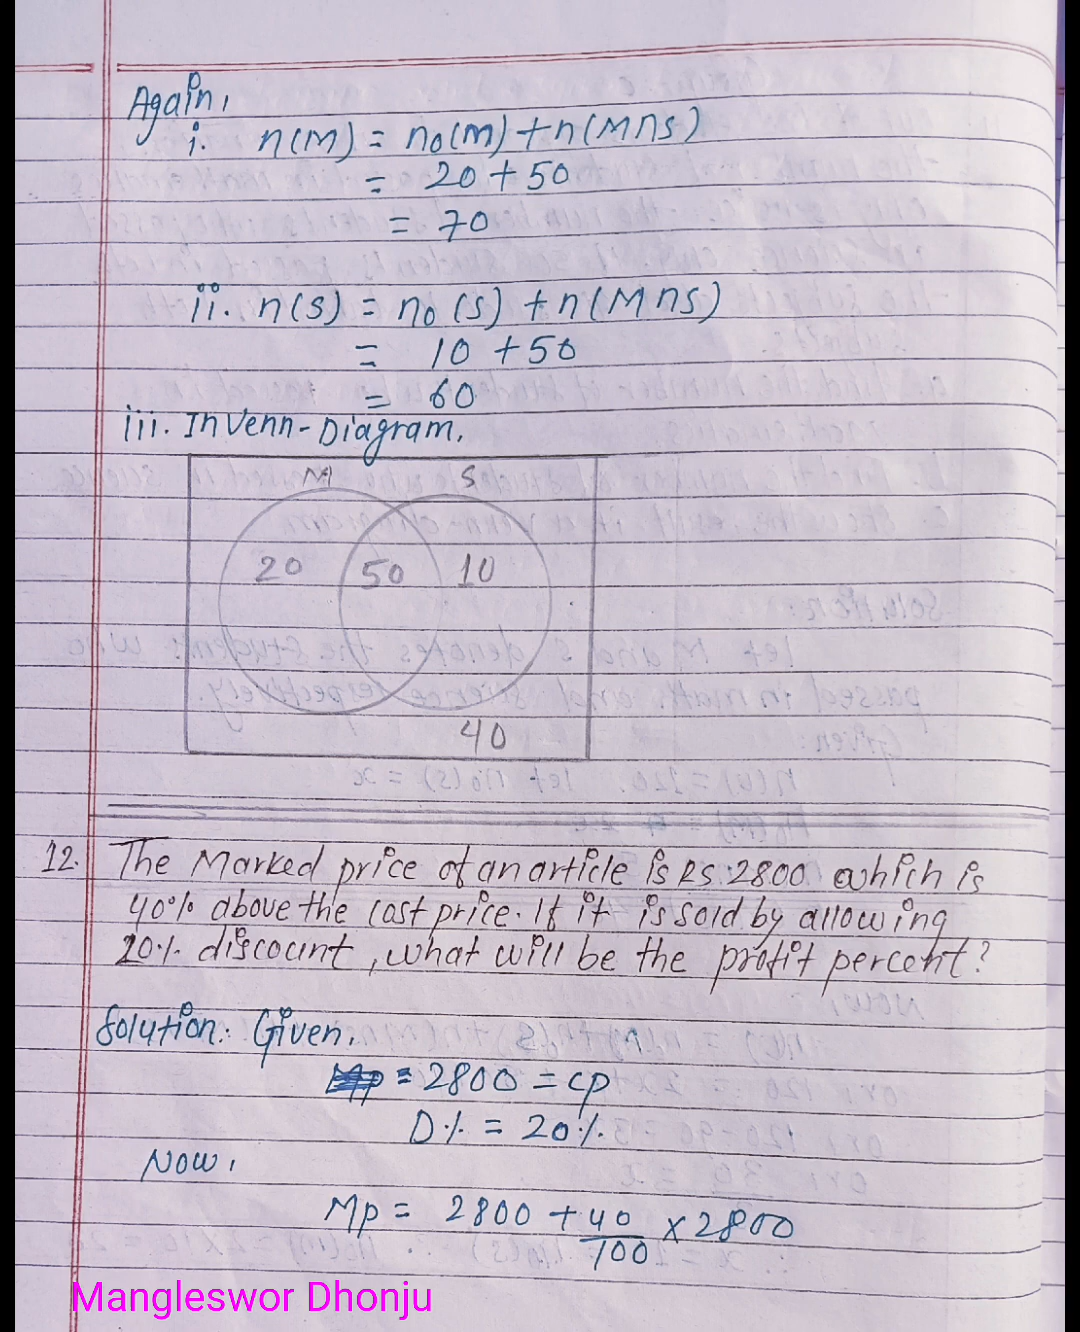 Again,
i. n(M) = no(M) + n(M∩S)
= 20 + 50
= 70
ii. n(S) = no(S) + n(M∩S)
= 10 + 50
= 60
iii. In Venn-Diagram,
M S
20 50 10
40
12. The Marked price of an article is Rs. 2800 which is
40% above the cost price. If it is sold by allowing
20% discount, what will be the profit percent?
Solution: Given,
Mp = 2800 = cp
D% = 20%
Now,
Mp = 2800 + 40/100 × 2800
Mangleswor Dhonju